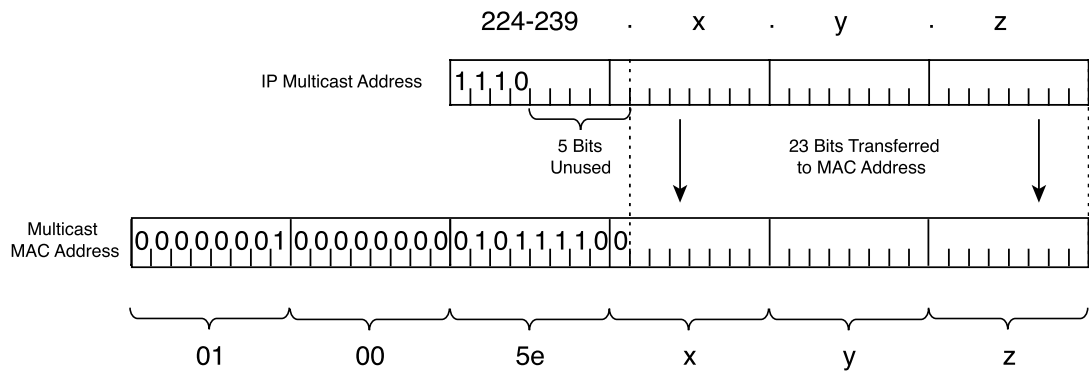 224-239 . x . y . z
IP Multicast Address
1 1 1 0
5 Bits
Unused
23 Bits Transferred
to MAC Address
Multicast
MAC Address
0 0 0 0 0 0 0 1 0 0 0 0 0 0 0 0 0 1 0 1 1 1 1 0 0
01 00 5e x y z